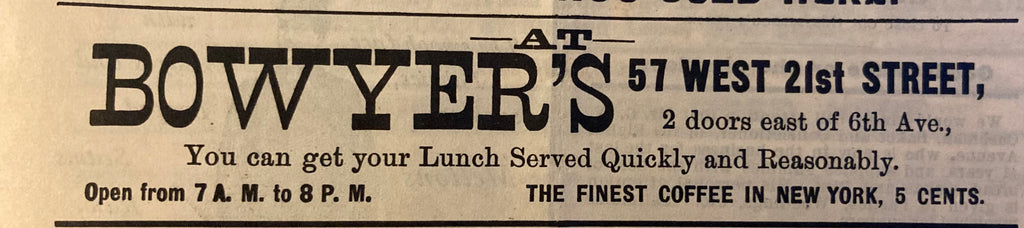 —AT—
BOWYER'S 57 WEST 21st STREET,
2 doors east of 6th Ave.,
You can get your Lunch Served Quickly and Reasonably.
Open from 7 A. M. to 8 P. M. THE FINEST COFFEE IN NEW YORK, 5 CENTS.